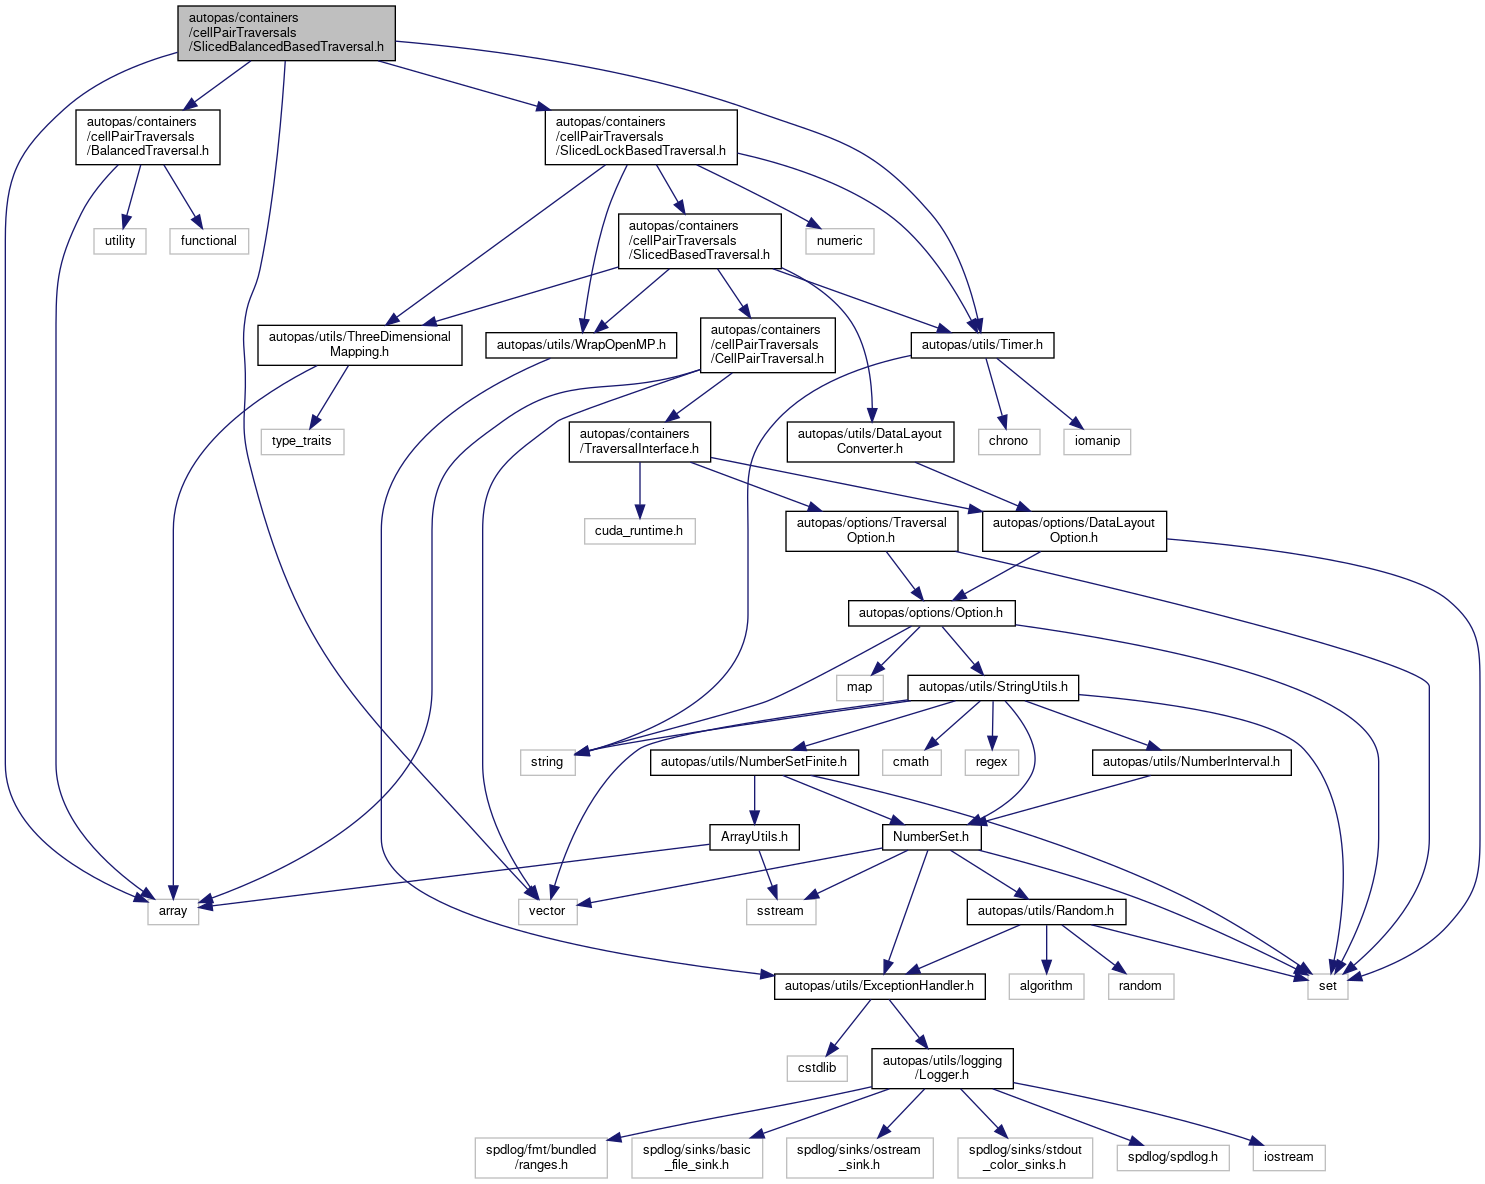 autopas/containers
/cellPairTraversals
/SlicedBalancedBasedTraversal.h
autopas/containers
/cellPairTraversals
/BalancedTraversal.h
autopas/containers
/cellPairTraversals
/SlicedLockBasedTraversal.h
utility
functional
autopas/containers
/cellPairTraversals
/SlicedBasedTraversal.h
numeric
autopas/utils/ThreeDimensional
Mapping.h
autopas/utils/WrapOpenMP.h
autopas/containers
/cellPairTraversals
/CellPairTraversal.h
autopas/utils/Timer.h
type_traits
autopas/containers
/TraversalInterface.h
autopas/utils/DataLayout
Converter.h
chrono
iomanip
cuda_runtime.h
autopas/options/Traversal
Option.h
autopas/options/DataLayout
Option.h
autopas/options/Option.h
map
autopas/utils/StringUtils.h
string
autopas/utils/NumberSetFinite.h
cmath
regex
autopas/utils/NumberInterval.h
ArrayUtils.h
NumberSet.h
array
vector
sstream
autopas/utils/Random.h
autopas/utils/ExceptionHandler.h
algorithm
random
set
cstdlib
autopas/utils/logging
/Logger.h
spdlog/fmt/bundled
/ranges.h
spdlog/sinks/basic
_file_sink.h
spdlog/sinks/ostream
_sink.h
spdlog/sinks/stdout
_color_sinks.h
spdlog/spdlog.h
iostream